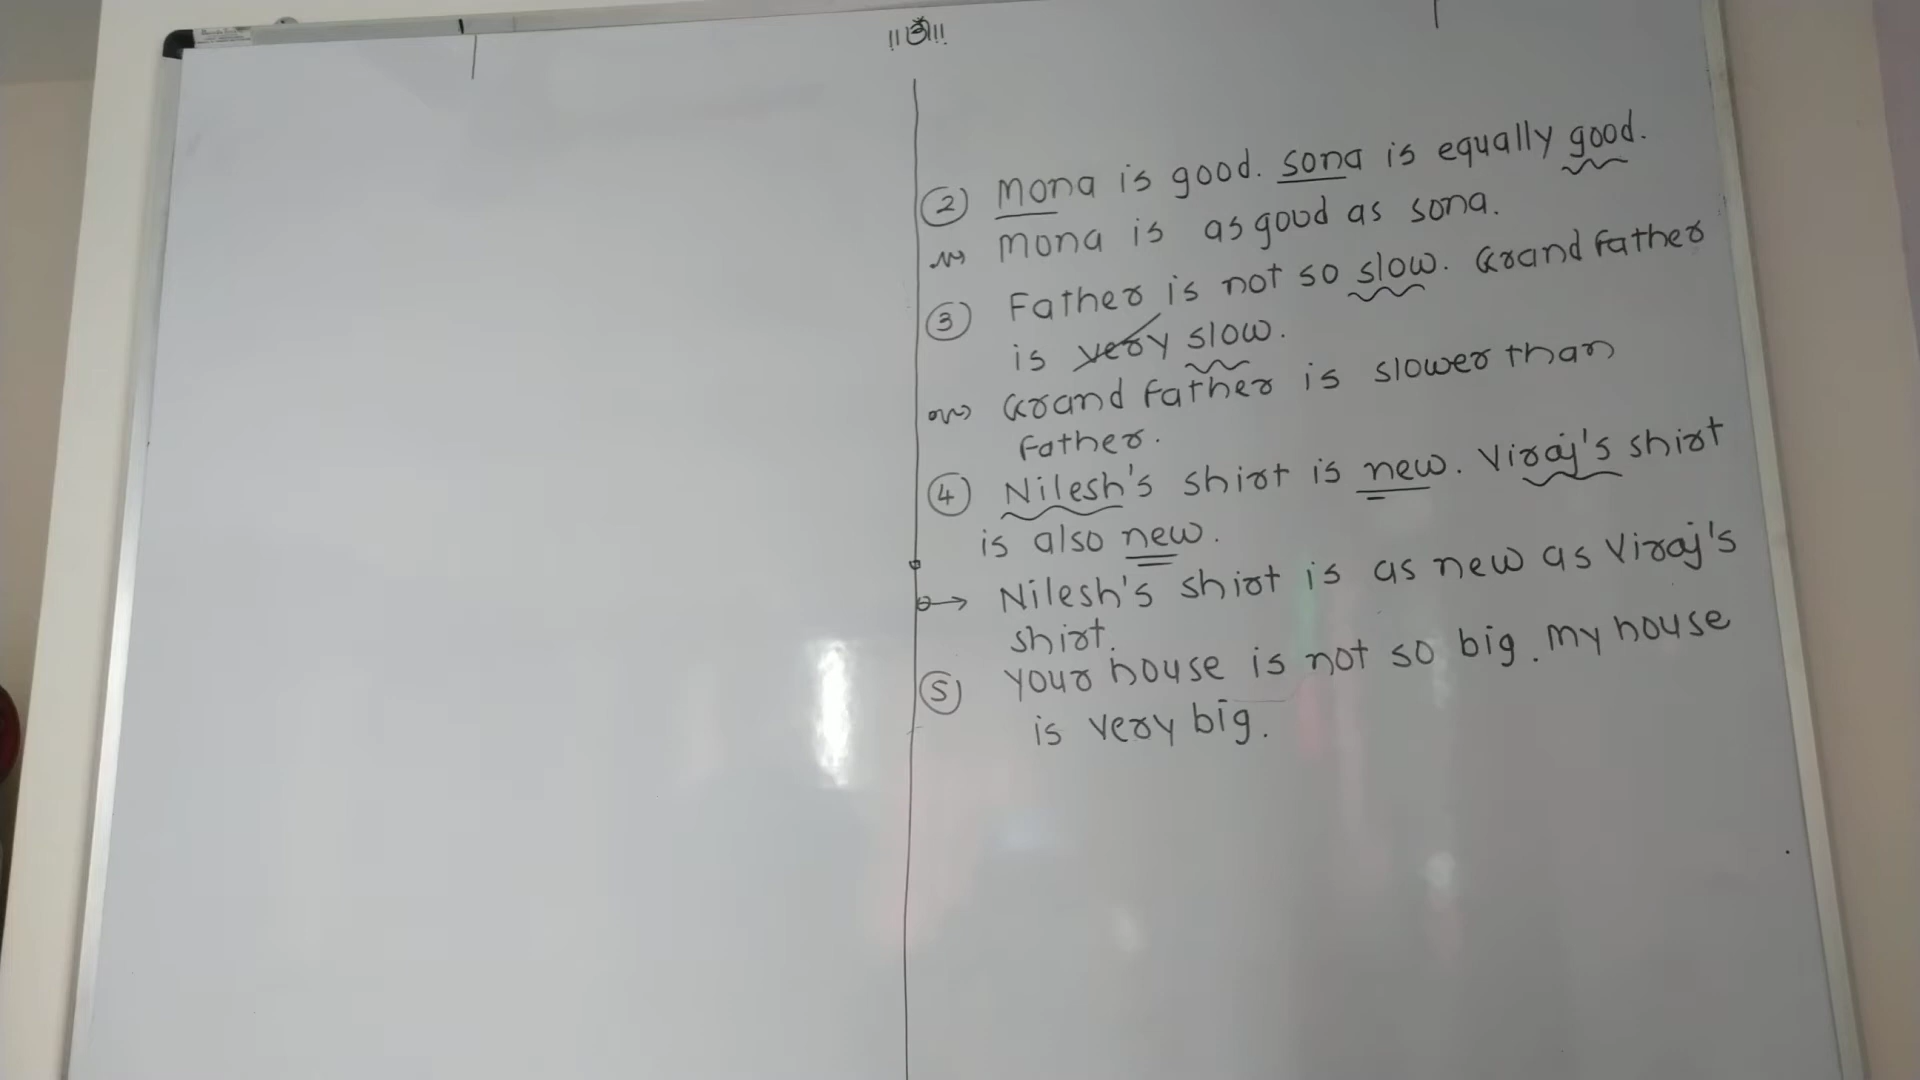 !!ૐ!!
② Mona is good. Sona is equally good.
Mona is as good as sona.
③ Father is not so slow. Grand Father
is very slow.
Grand Father is slower than
Father.
④ Nilesh's shirt is new. Viraj's shirt
is also new.
→ Nilesh's shirt is as new as Viraj's
shirt.
⑤ Your house is not so big. My house
is very big.